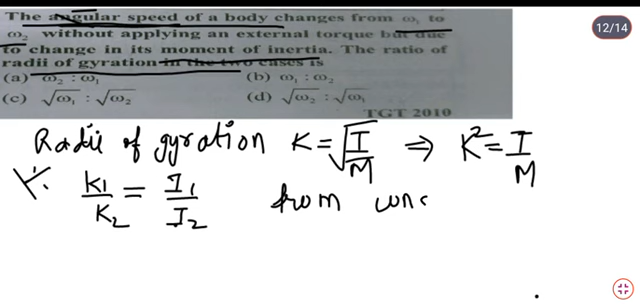 12/14
The angular speed of a body changes from ω₁ to
ω₂ without applying an external torque but due
to change in its moment of inertia. The ratio of
radii of gyration in the two cases is
(a) ω₂ : ω₁ (b) ω₁ : ω₂
(c) √ω₁ : √ω₂ (d) √ω₂ : √ω₁
TGT 2010
Radii of gyration K = √(I/M) ⇒ K² = I/M
K₁/K₂ = I₁/I₂ from conc